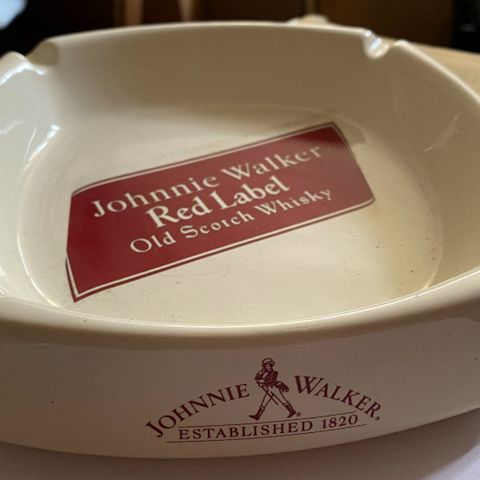 Johnnie Walker
Red Label
Old Scotch Whisky
JOHNNIE WALKER®
ESTABLISHED 1820